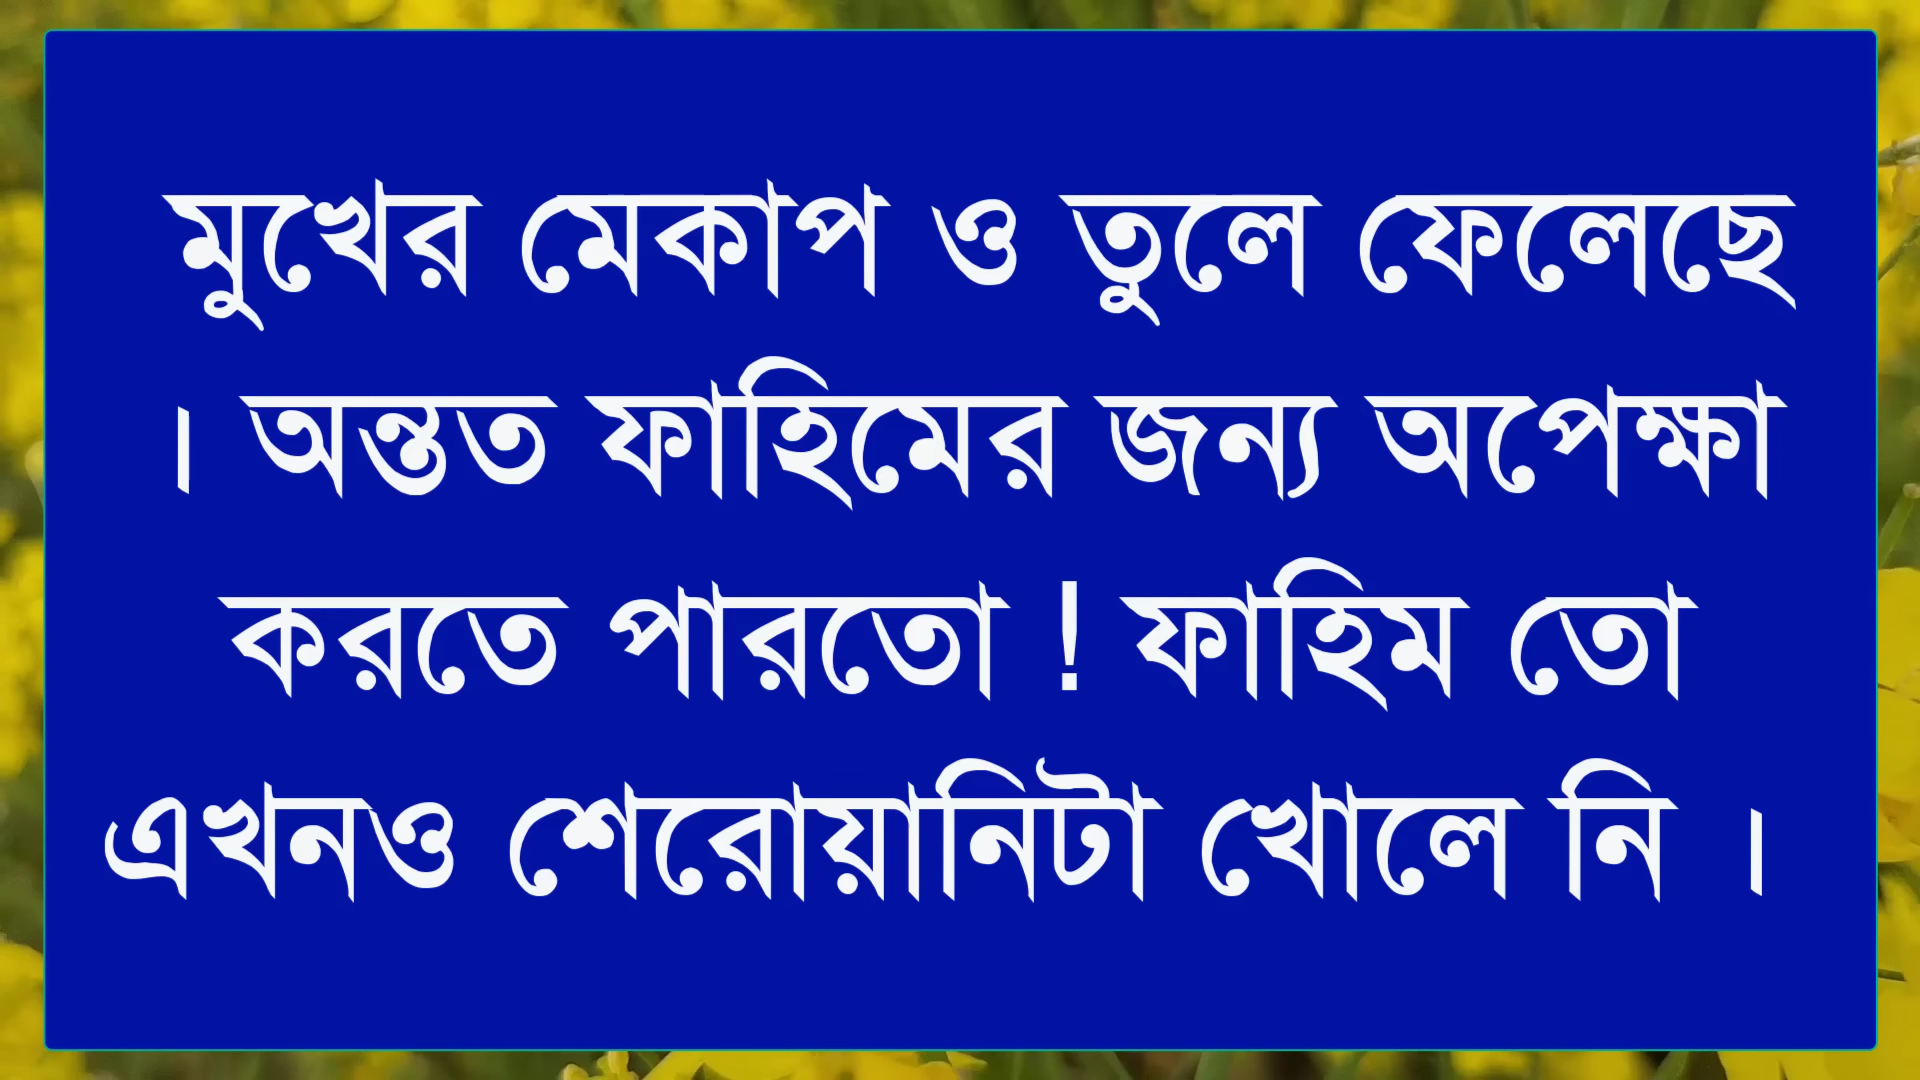 মুখের মেকাপ ও তুলে ফেলেছে
। অন্তত ফাহিমের জন্য অপেক্ষা
করতে পারতো ! ফাহিম তো
এখনও শেরোয়ানিটা খোলে নি ।